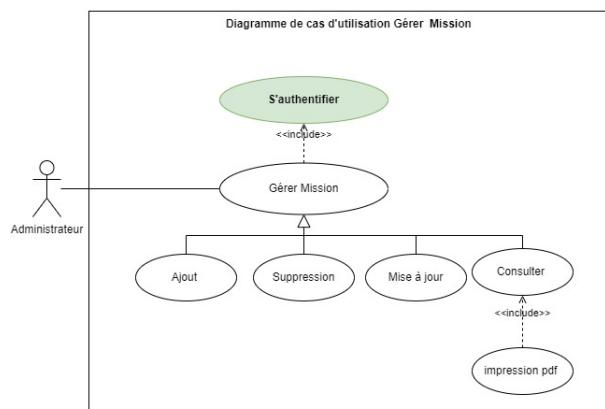 Diagramme de cas d'utilisation Gérer Mission
S'authentifier
<<include>>
Gérer Mission
Administrateur
Ajout
Suppression
Mise à jour
Consulter
<<include>>
impression pdf